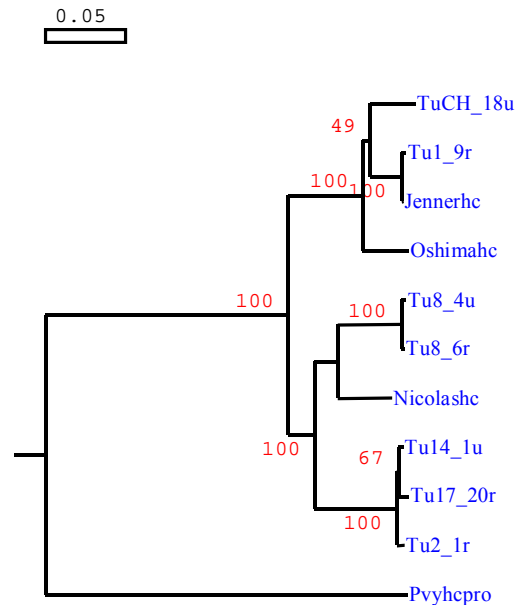 0.05
TuCH_18u
49
Tu1_9r
100
100
Jennerhc
Oshimahc
100
Tu8_4u
100
Tu8_6r
Nicolashc
100
Tu14_1u
67
Tu17_20r
100
Tu2_1r
Pvyhcpro